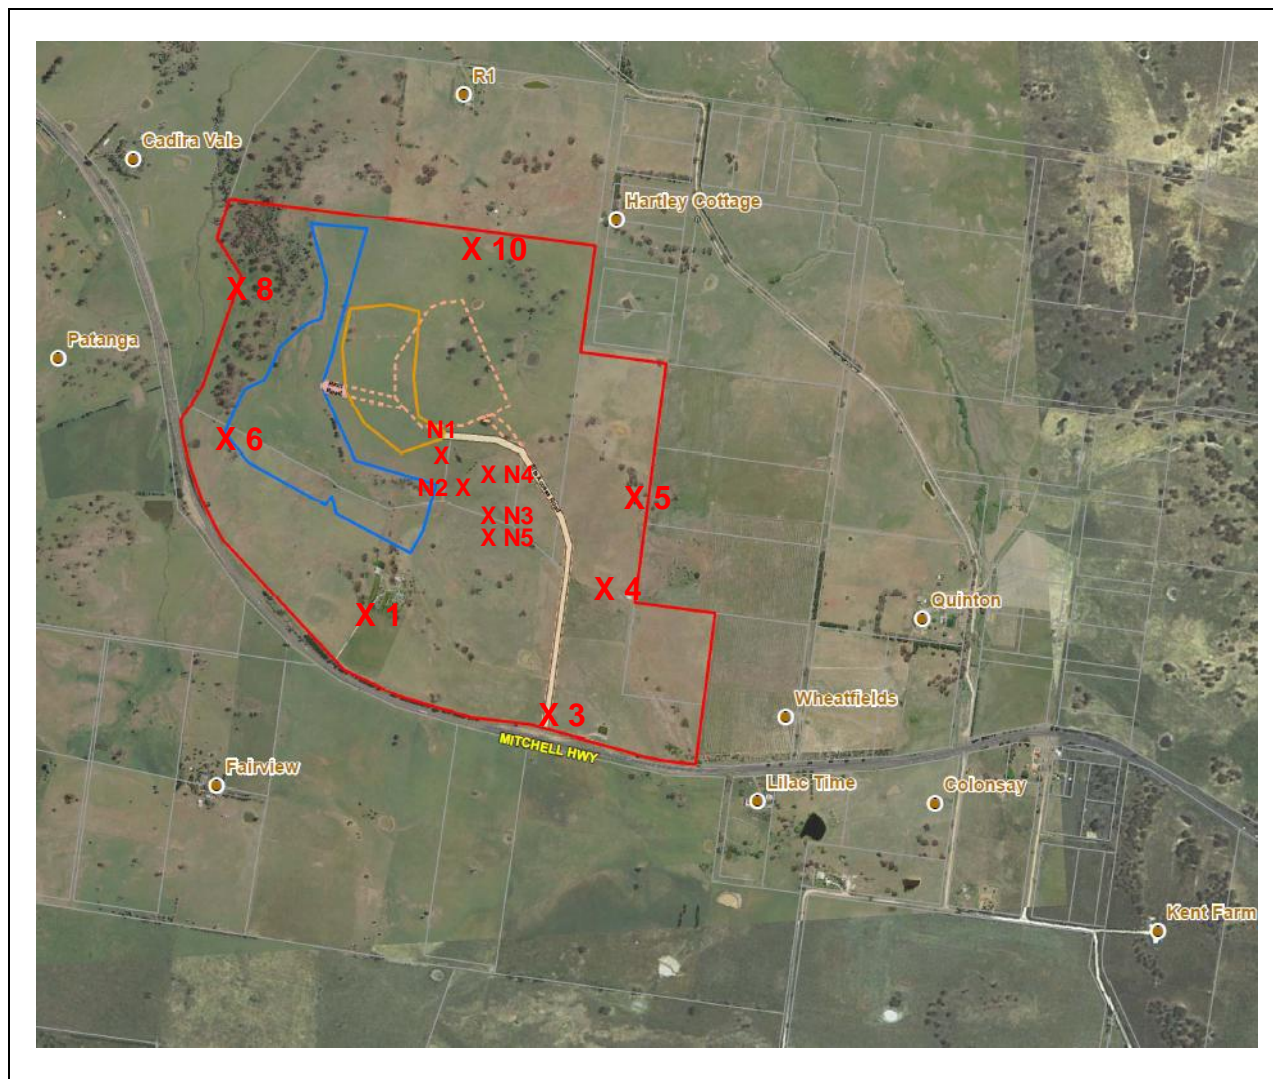 R1
Cadira Vale
Hartley Cottage
X 10
X 8
Patanga
N1
X 6
X
X N4
N2 X
X 5
X N3
X N5
X 4
Quinton
X 1
X 3
Wheatfields
MITCHELL HWY
Fairview
Lilac Time
Colonsay
Kent Farm